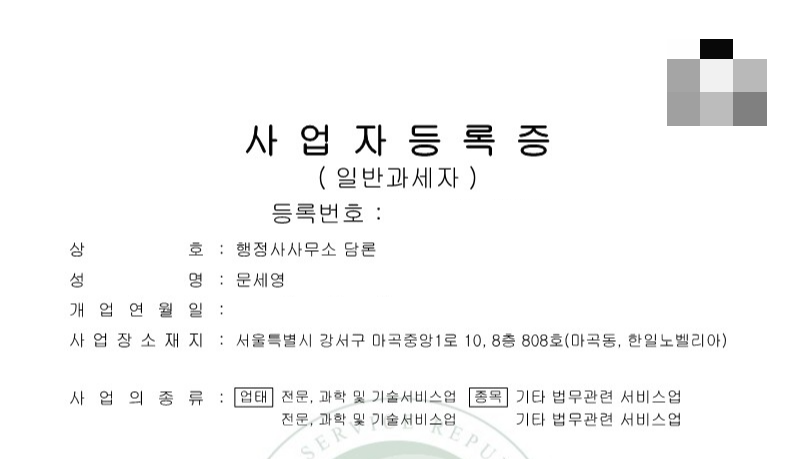 사업자등록증
( 일반과세자 )
등록번호 :
상 호 : 행정사사무소 담론
성 명 : 문세영
개 업 연 월 일 :
사 업 장 소 재 지 : 서울특별시 강서구 마곡중앙1로 10, 8층 808호(마곡동, 한일노벨리아)
사 업 의 종 류 : 업태 전문, 과학 및 기술서비스업 종목 기타 법무관련 서비스업
전문, 과학 및 기술서비스업 기타 법무관련 서비스업
SERVICE REPU